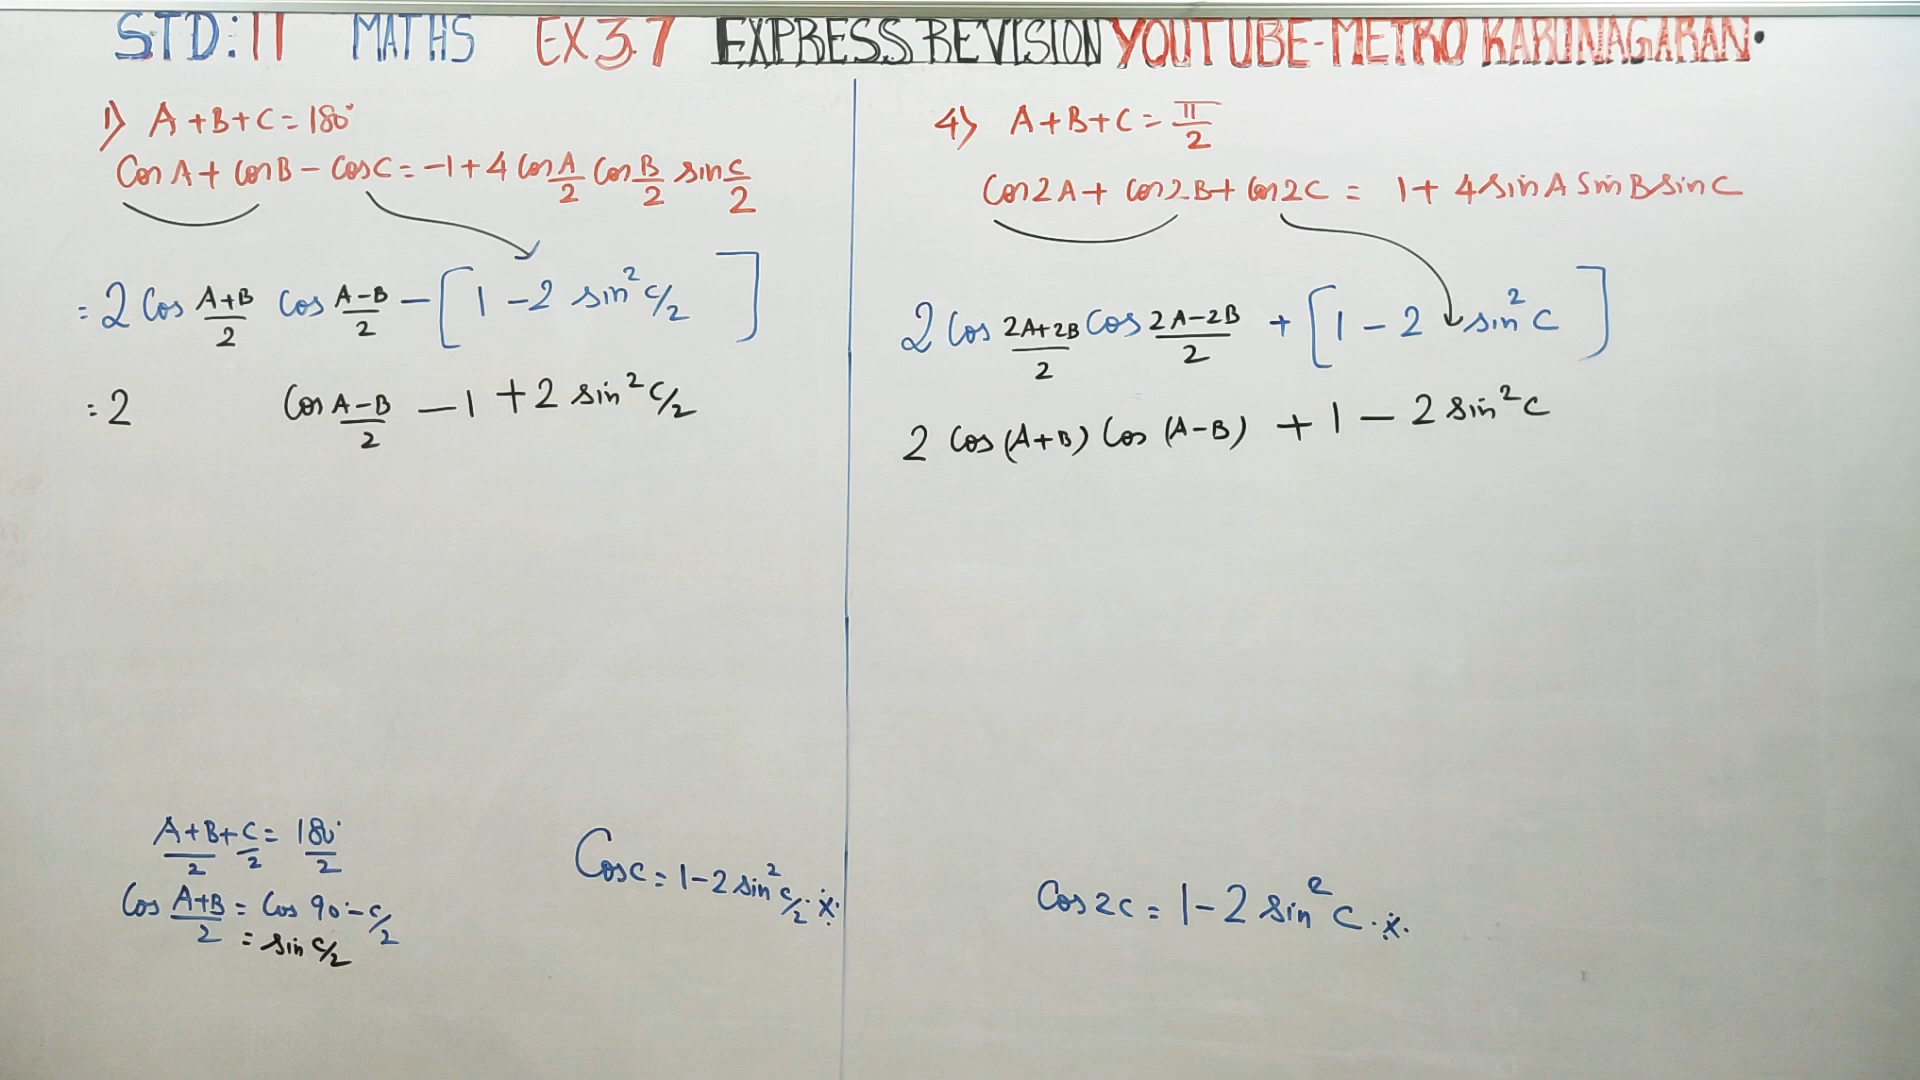 STD:11 MATHS EX 3.7 EXPRESS REVISION YOUTUBE-METRO KARUNAGARAN.
1) A+B+C=180°
Cos A + Cos B - Cos C = -1+4 Cos A/2 Cos B/2 sin C/2
= 2 Cos A+B/2 Cos A-B/2 - [1 - 2 sin² C/2]
= 2 Cos A-B/2 - 1 + 2 sin² C/2
A+B/2 + C/2 = 180°/2
Cos A+B/2 = Cos 90° - C/2
= sin C/2
Cos C = 1-2 sin² C/2
4) A+B+C = π/2
Cos 2A + Cos 2B + Cos 2C = 1+ 4 sin A Sin B sin C
2 Cos 2A+2B/2 Cos 2A-2B/2 + [1 - 2 sin² C]
2 Cos (A+B) Cos (A-B) + 1 - 2 sin² C
Cos 2C = 1-2 sin² C